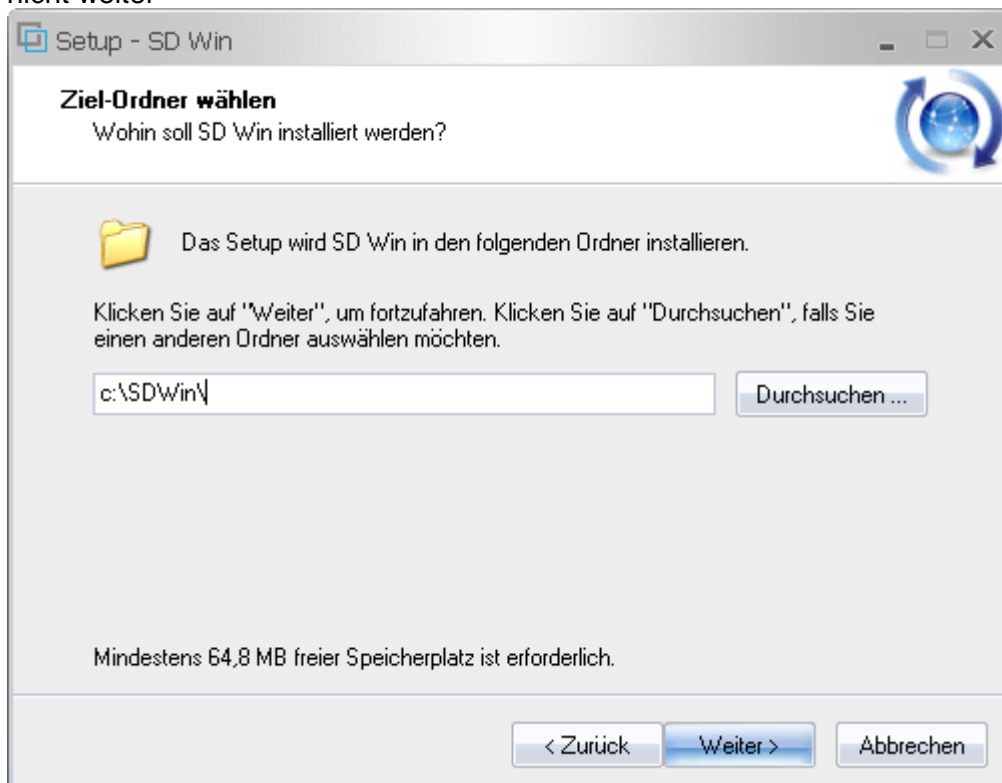 nicht weiter
Setup - SD Win
Ziel-Ordner wählen
Wohin soll SD Win installiert werden?
Das Setup wird SD Win in den folgenden Ordner installieren.
Klicken Sie auf "Weiter", um fortzufahren. Klicken Sie auf "Durchsuchen", falls Sie
einen anderen Ordner auswählen möchten.
c:\SDWin\
Durchsuchen ...
Mindestens 64,8 MB freier Speicherplatz ist erforderlich.
< Zurück
Weiter >
Abbrechen